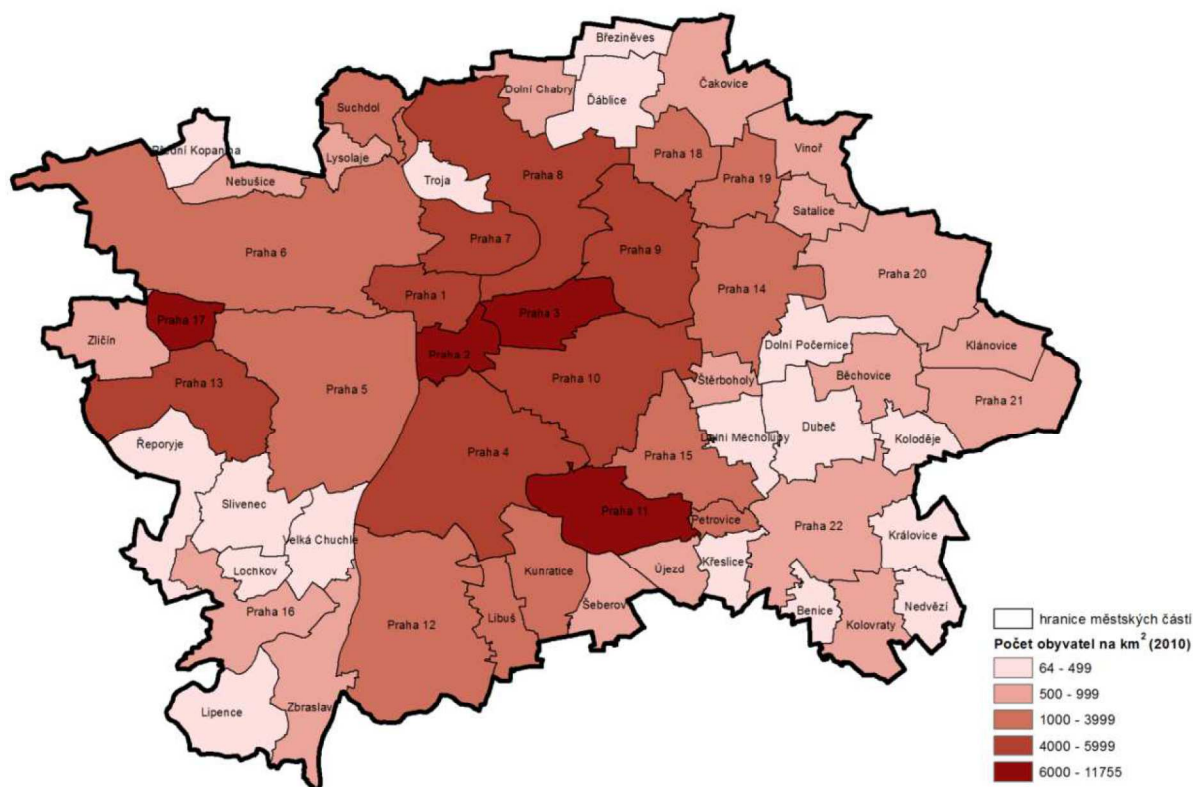 Březiněves
Dolní Chabry
Ďáblice
Čakovice
Suchdol
Přední Kopanina
Lysolaje
Nebušice
Troja
Praha 8
Praha 18
Vinoř
Praha 19
Satalice
Praha 6
Praha 7
Praha 9
Praha 20
Praha 14
Praha 1
Praha 3
Praha 17
Zličín
Praha 2
Dolní Počernice
Klánovice
Praha 13
Praha 5
Praha 10
Štěrboholy
Běchovice
Praha 21
Řeporyje
Praha 4
Dolní Měcholupy
Dubeč
Koloděje
Praha 15
Slivenec
Praha 11
Petrovice
Praha 22
Královice
Velká Chuchle
Lochkov
Kunratice
Újezd
Křeslice
Šeberov
Praha 16
Praha 12
Libuš
Benice
Kolovraty
Nedvězí
Lipence
Zbraslav
hranice městských částí
Počet obyvatel na km² (2010)
64 - 499
500 - 999
1000 - 3999
4000 - 5999
6000 - 11755